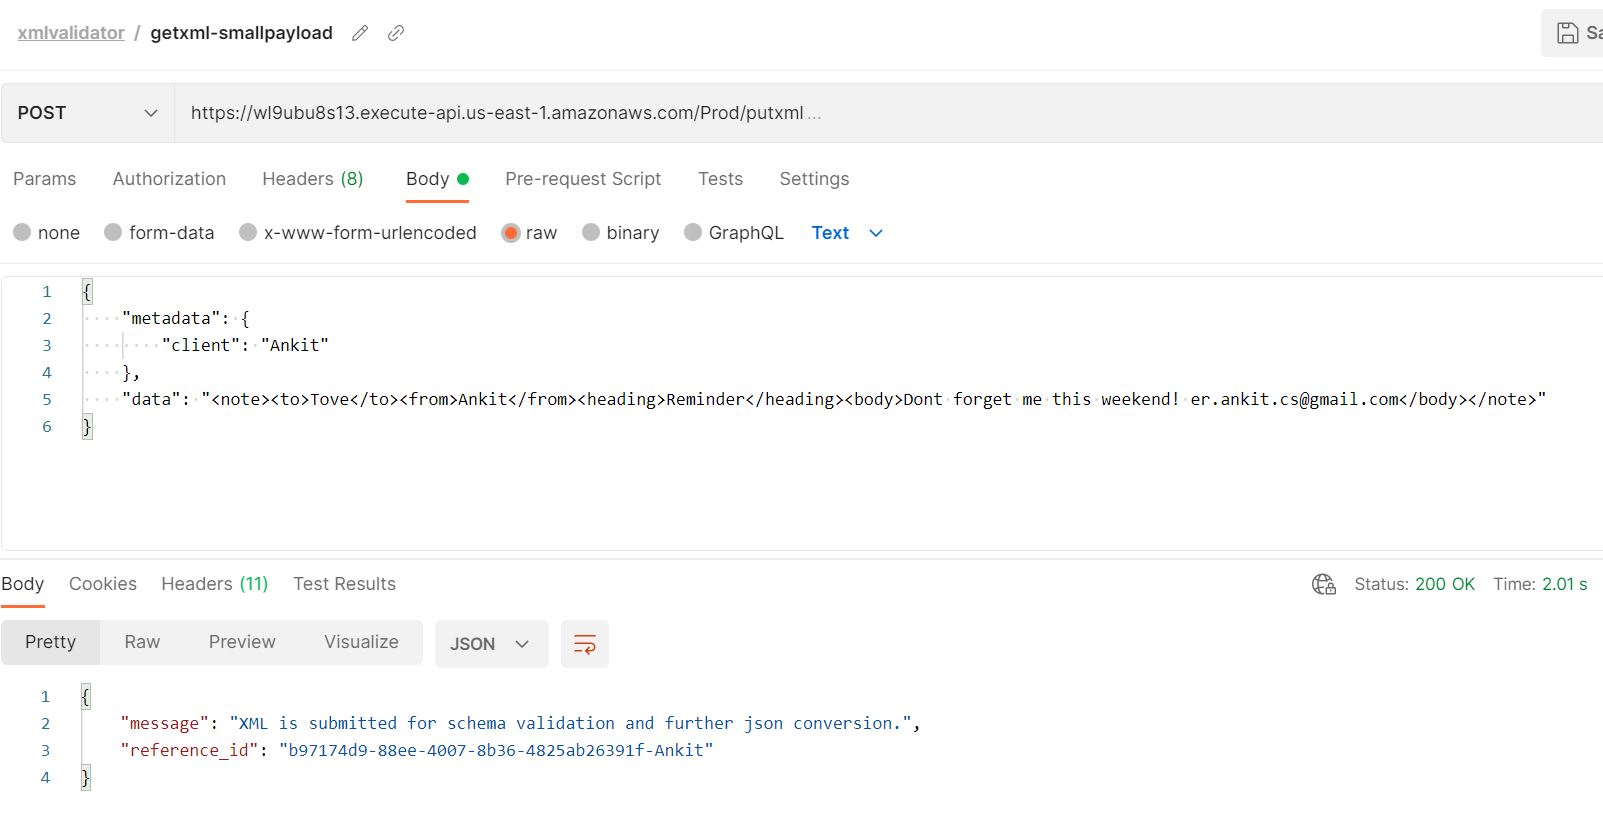 xmlvalidator / getxml-smallpayload
POST https://wl9ubu8s13.execute-api.us-east-1.amazonaws.com/Prod/putxml ...
Params Authorization Headers (8) Body Pre-request Script Tests Settings
none form-data x-www-form-urlencoded raw binary GraphQL Text
1 {
2 "metadata": {
3 "client": "Ankit"
4 },
5 "data": "<note><to>Tove</to><from>Ankit</from><heading>Reminder</heading><body>Dont forget me this weekend! er.ankit.cs@gmail.com</body></note>"
6 }
Body Cookies Headers (11) Test Results Status: 200 OK Time: 2.01 s
Pretty Raw Preview Visualize JSON
1 {
2 "message": "XML is submitted for schema validation and further json conversion.",
3 "reference_id": "b97174d9-88ee-4007-8b36-4825ab26391f-Ankit"
4 }